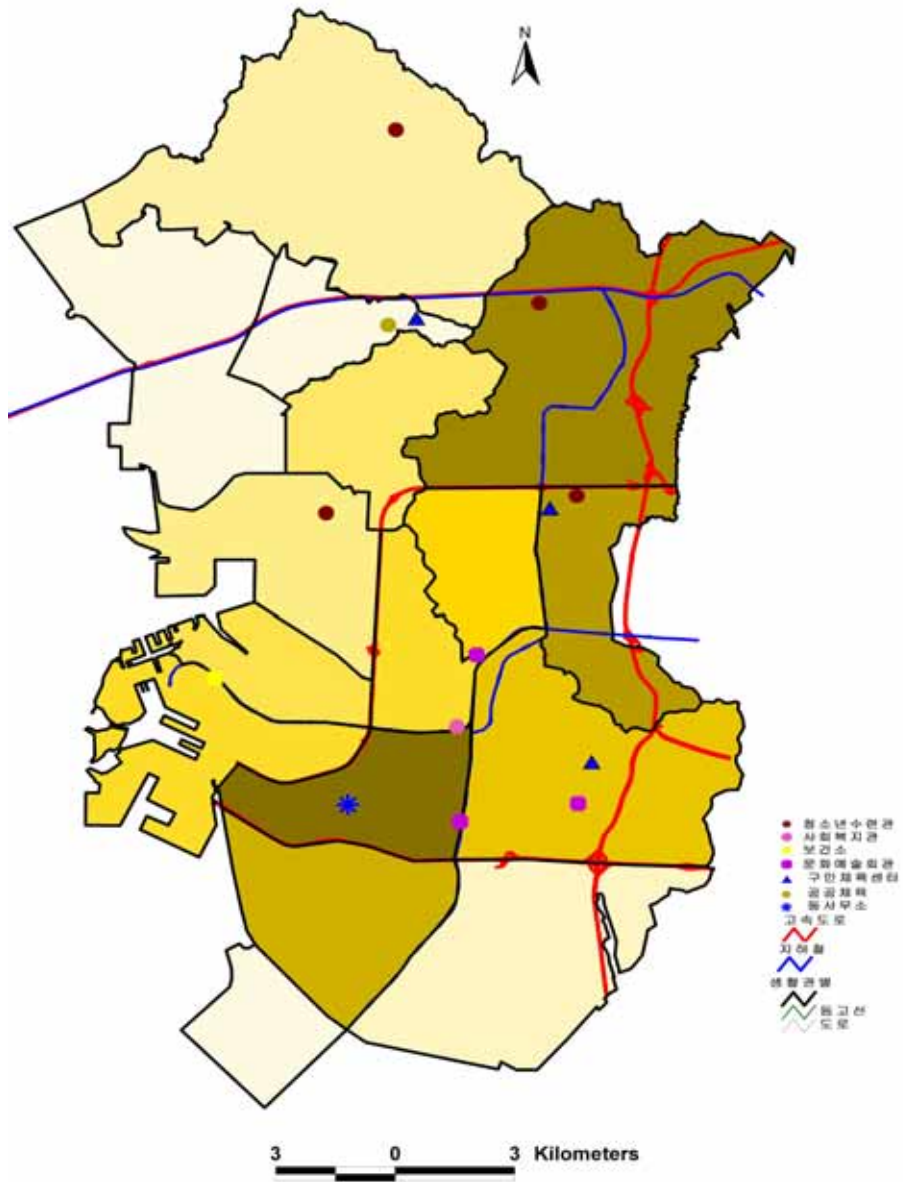 N
청소년수련관
사회복지관
보건소
문화예술회관
구민체육센터
공공체육
동사무소
고속도로
지하철
생활권별
등고선
도로
3 0 3 Kilometers